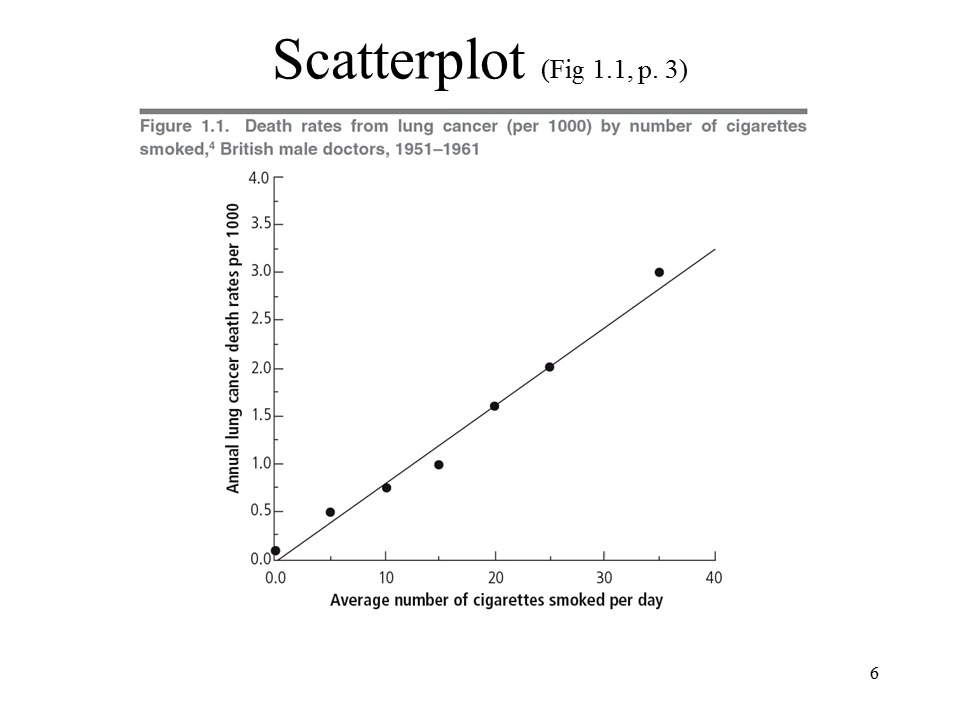 Scatterplot (Fig 1.1, p. 3)
Figure 1.1. Death rates from lung cancer (per 1000) by number of cigarettes
smoked,⁴ British male doctors, 1951–1961
Annual lung cancer death rates per 1000
4.0
3.5
3.0
2.5
2.0
1.5
1.0
0.5
0.0
0.0 10 20 30 40
Average number of cigarettes smoked per day
6